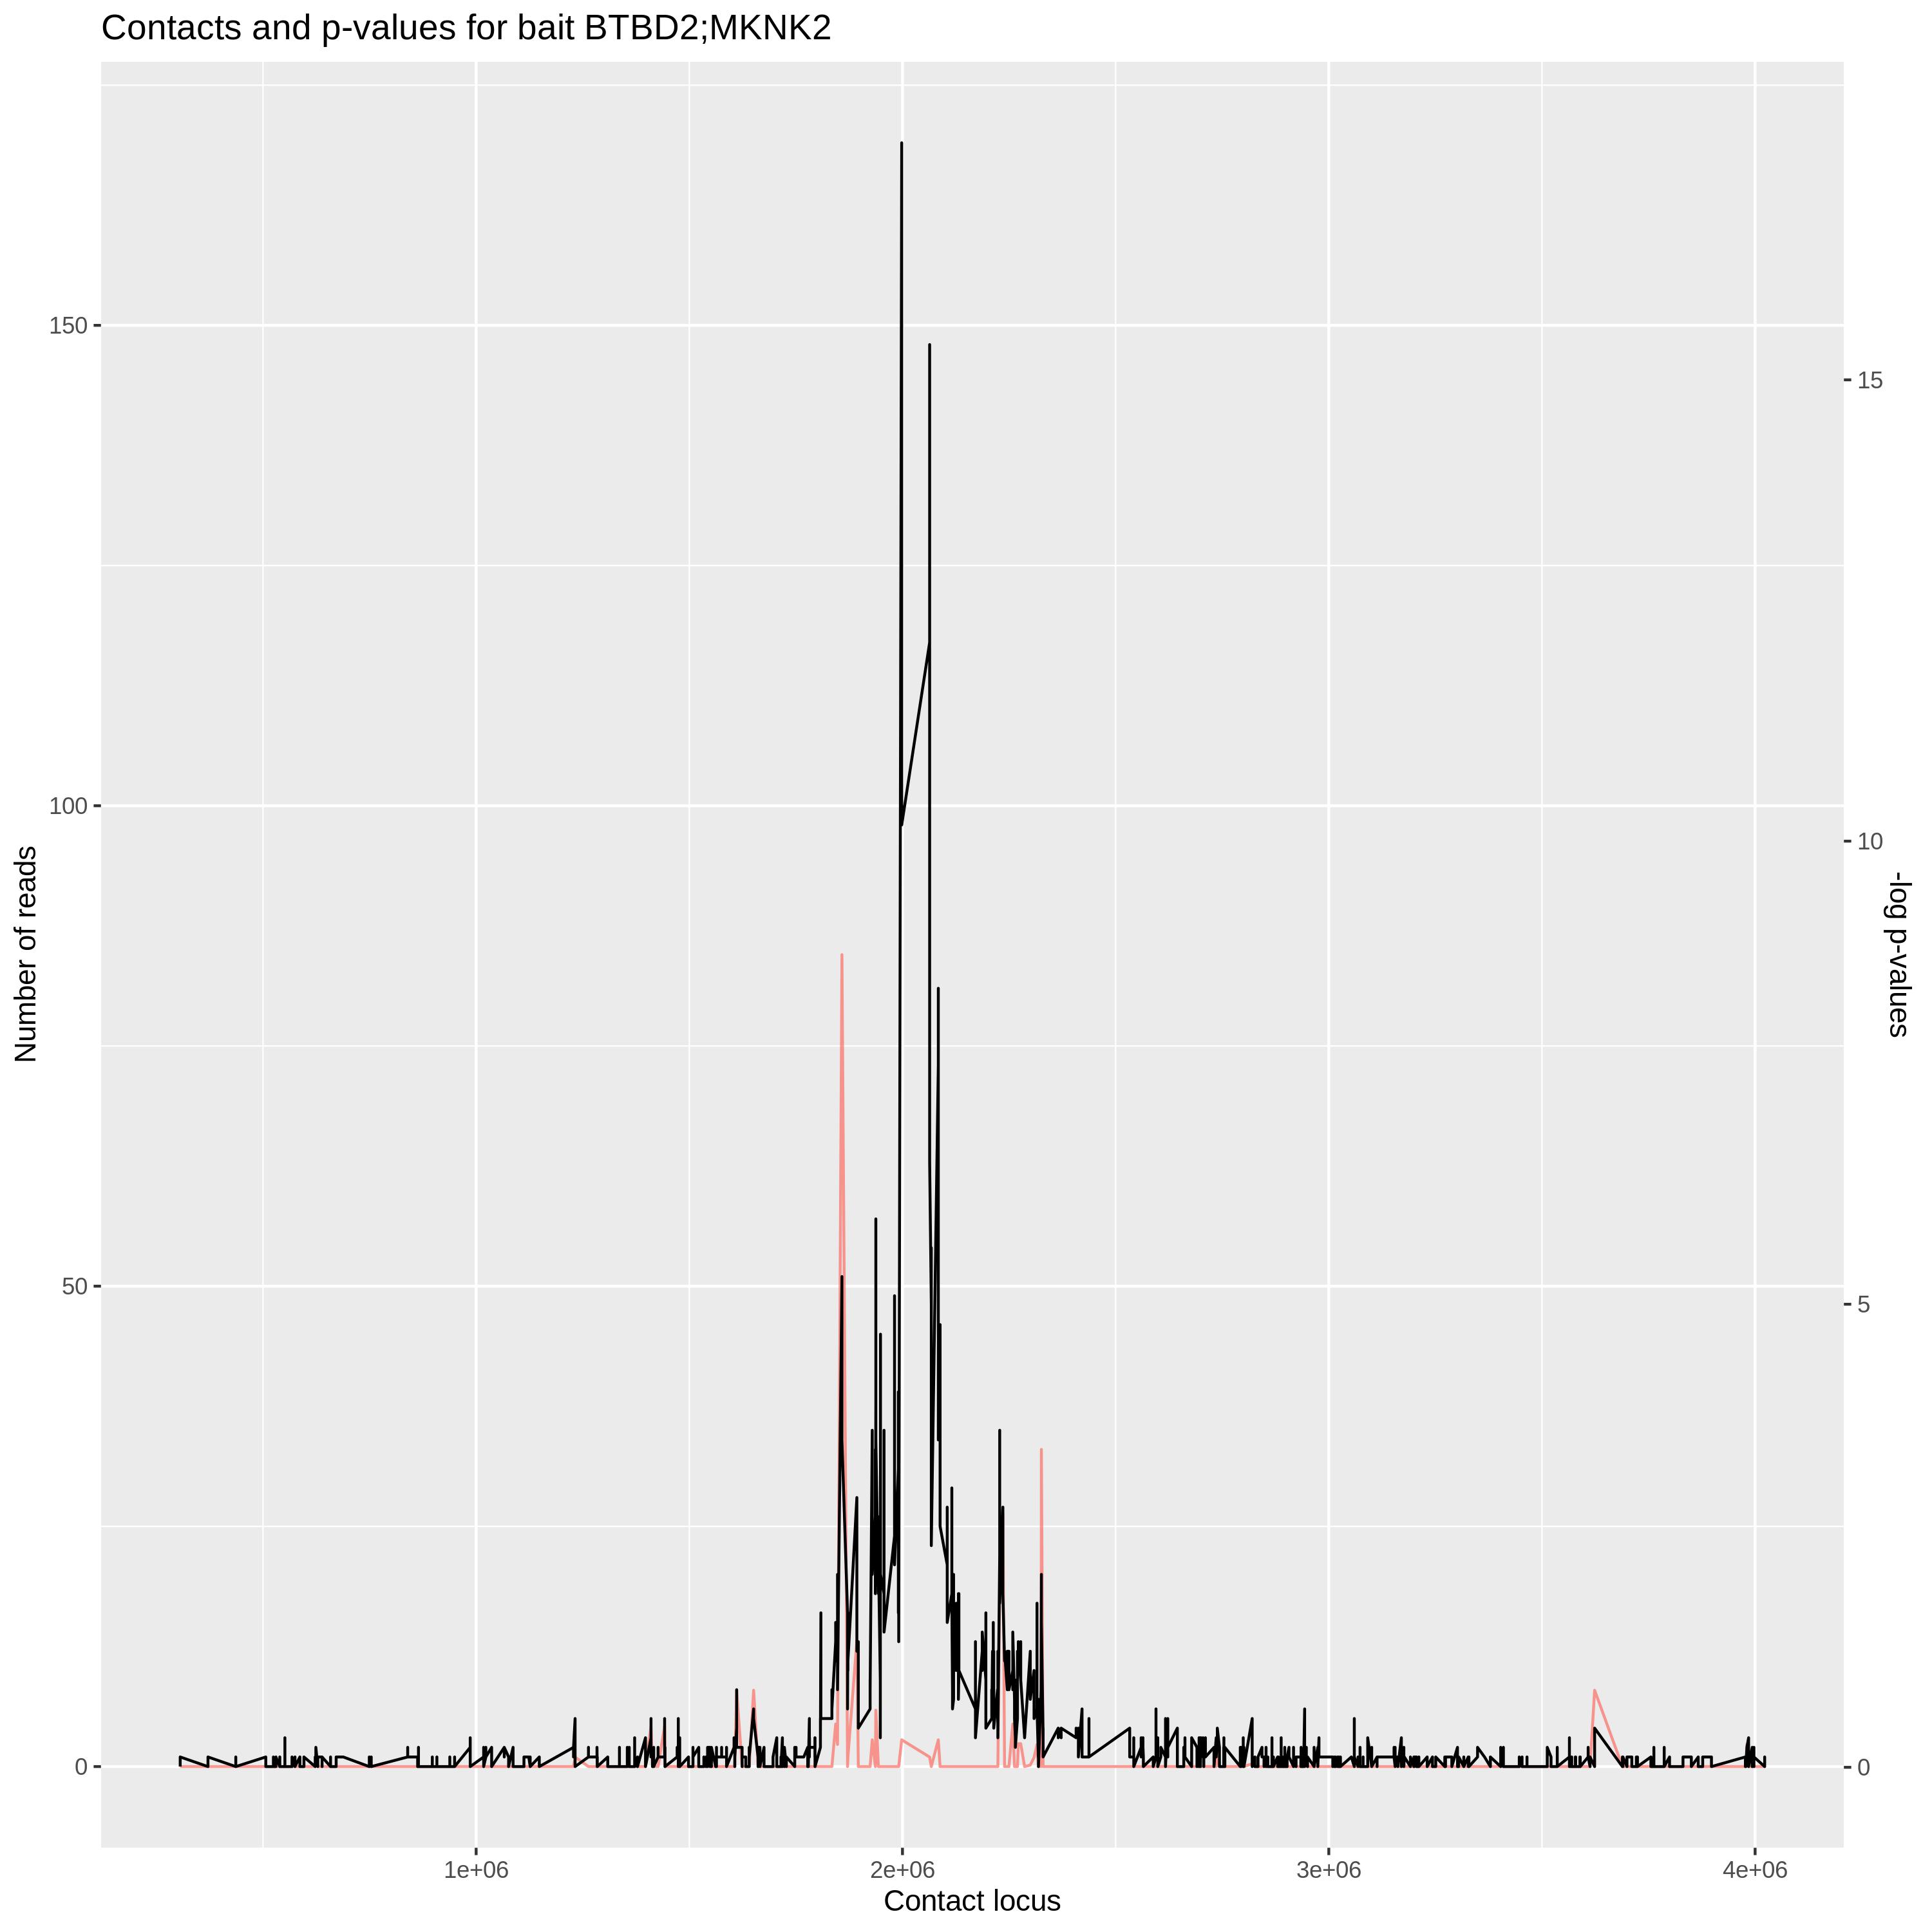 Contacts and p-values for bait BTBD2;MKNK2
150
100
50
0
Number of reads
15
10
5
0
-log p-values
1e+06
2e+06
3e+06
4e+06
Contact locus